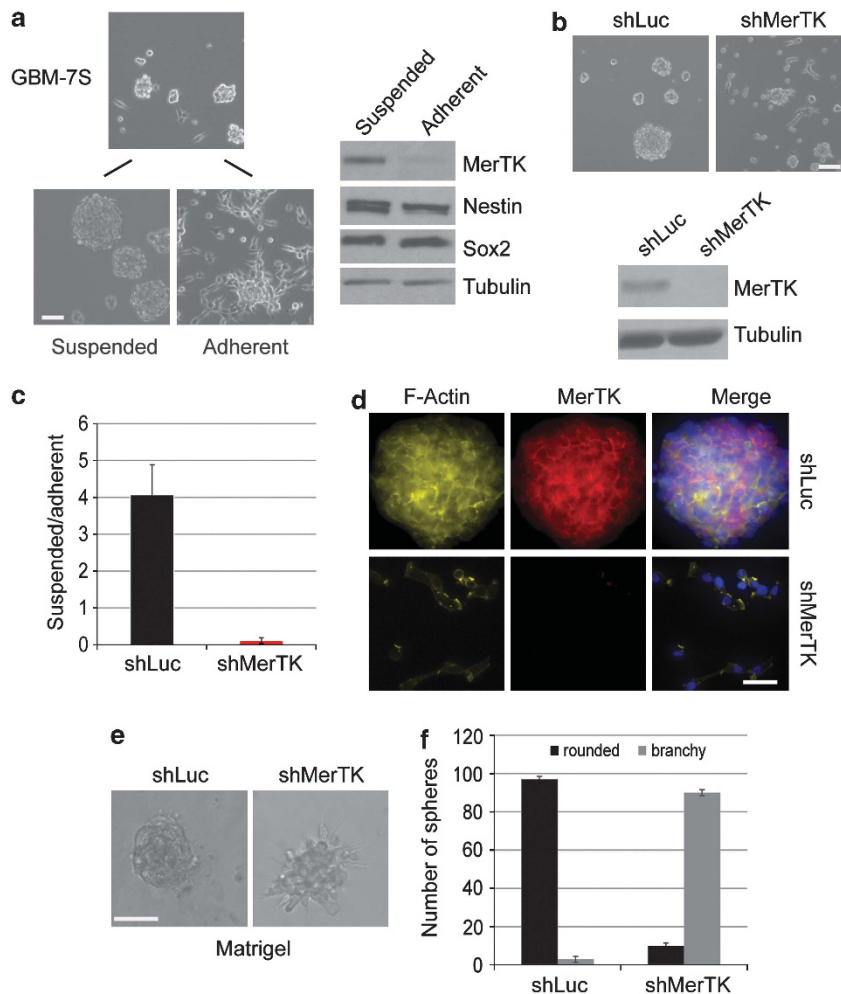 a
GBM-7S
Suspended
Adherent
Suspended
Adherent
MerTK
Nestin
Sox2
Tubulin
b
shLuc
shMerTK
shLuc
shMerTK
MerTK
Tubulin
c
Suspended/adherent
6
5
4
3
2
1
0
shLuc
shMerTK
d
F-Actin
MerTK
Merge
shLuc
shMerTK
e
shLuc
shMerTK
Matrigel
f
Number of spheres
120
100
80
60
40
20
0
rounded
branchy
shLuc
shMerTK